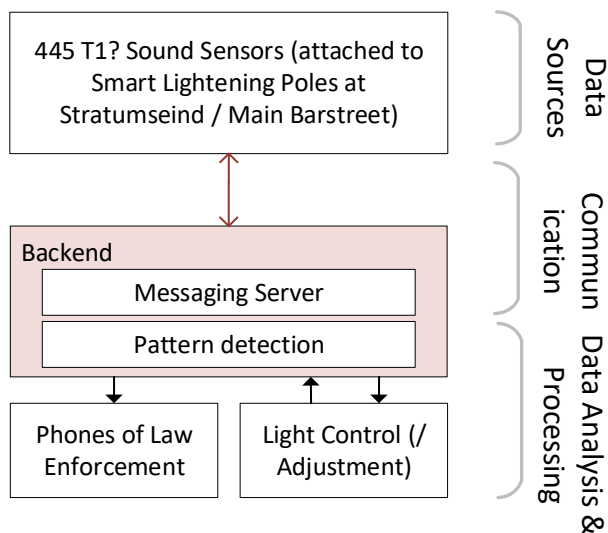 445 T1? Sound Sensors (attached to
Smart Lightening Poles at
Stratumseind / Main Barstreet)
Data
Sources
Commun
ication
Backend
Messaging Server
Pattern detection
Phones of Law
Enforcement
Light Control (/
Adjustment)
Data Analysis &
Processing